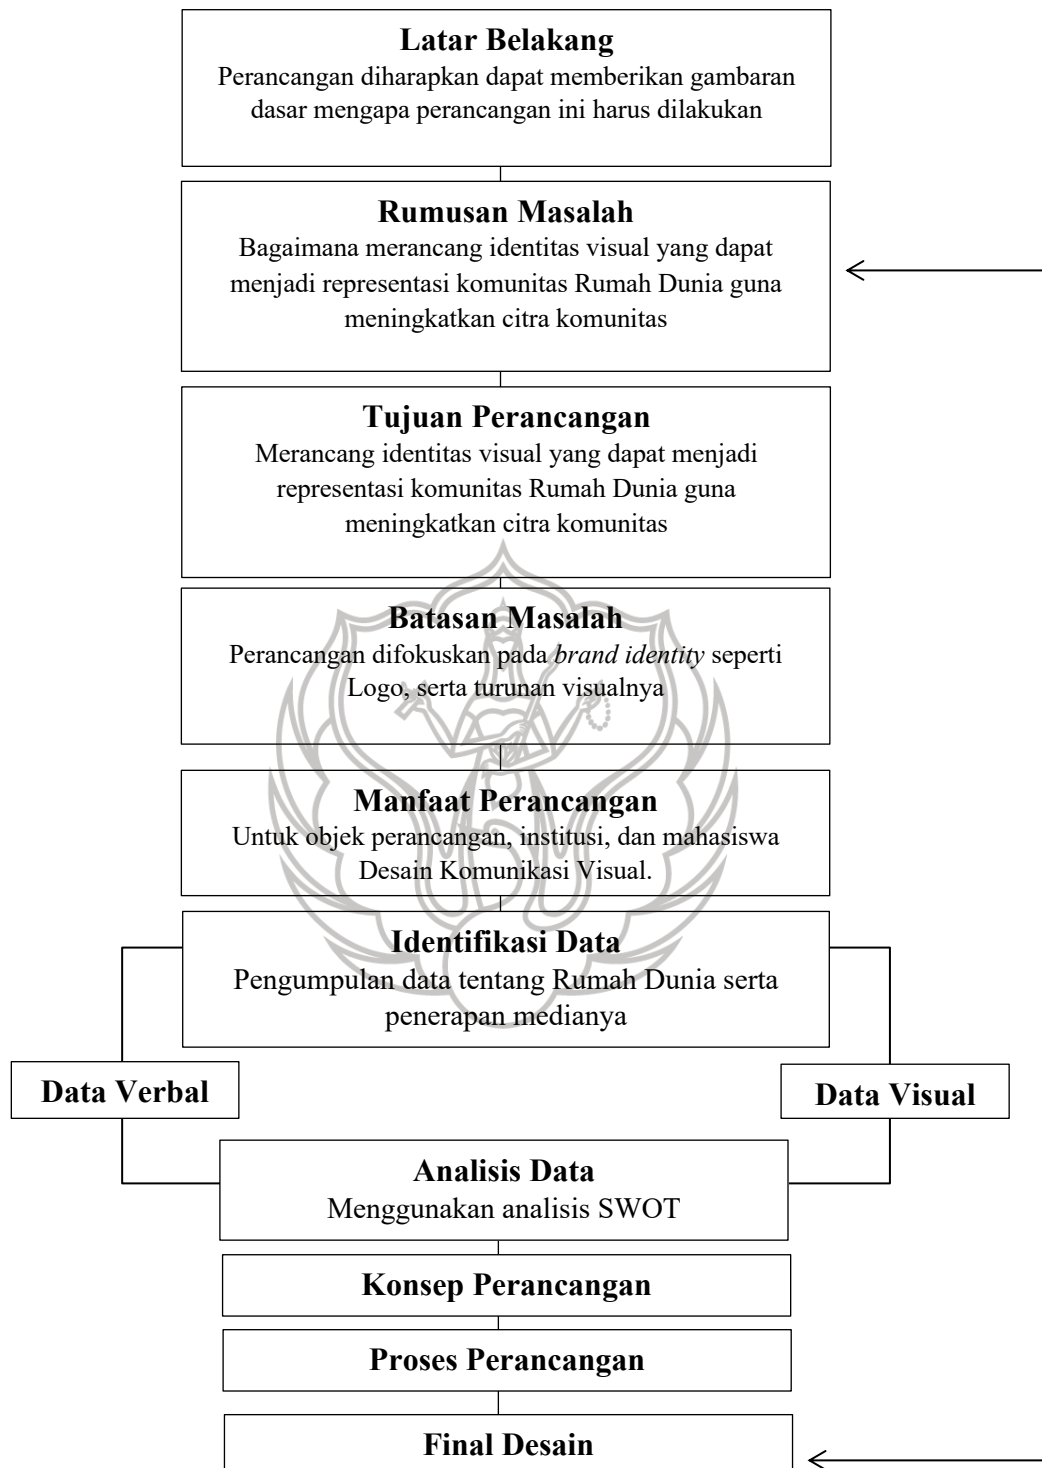 Latar Belakang
Perancangan diharapkan dapat memberikan gambaran
dasar mengapa perancangan ini harus dilakukan
Rumusan Masalah
Bagaimana merancang identitas visual yang dapat
menjadi representasi komunitas Rumah Dunia guna
meningkatkan citra komunitas
Tujuan Perancangan
Merancang identitas visual yang dapat menjadi
representasi komunitas Rumah Dunia guna
meningkatkan citra komunitas
Batasan Masalah
Perancangan difokuskan pada brand identity seperti
Logo, serta turunan visualnya
Manfaat Perancangan
Untuk objek perancangan, institusi, dan mahasiswa
Desain Komunikasi Visual.
Identifikasi Data
Pengumpulan data tentang Rumah Dunia serta
penerapan medianya
Data Verbal
Data Visual
Analisis Data
Menggunakan analisis SWOT
Konsep Perancangan
Proses Perancangan
Final Desain